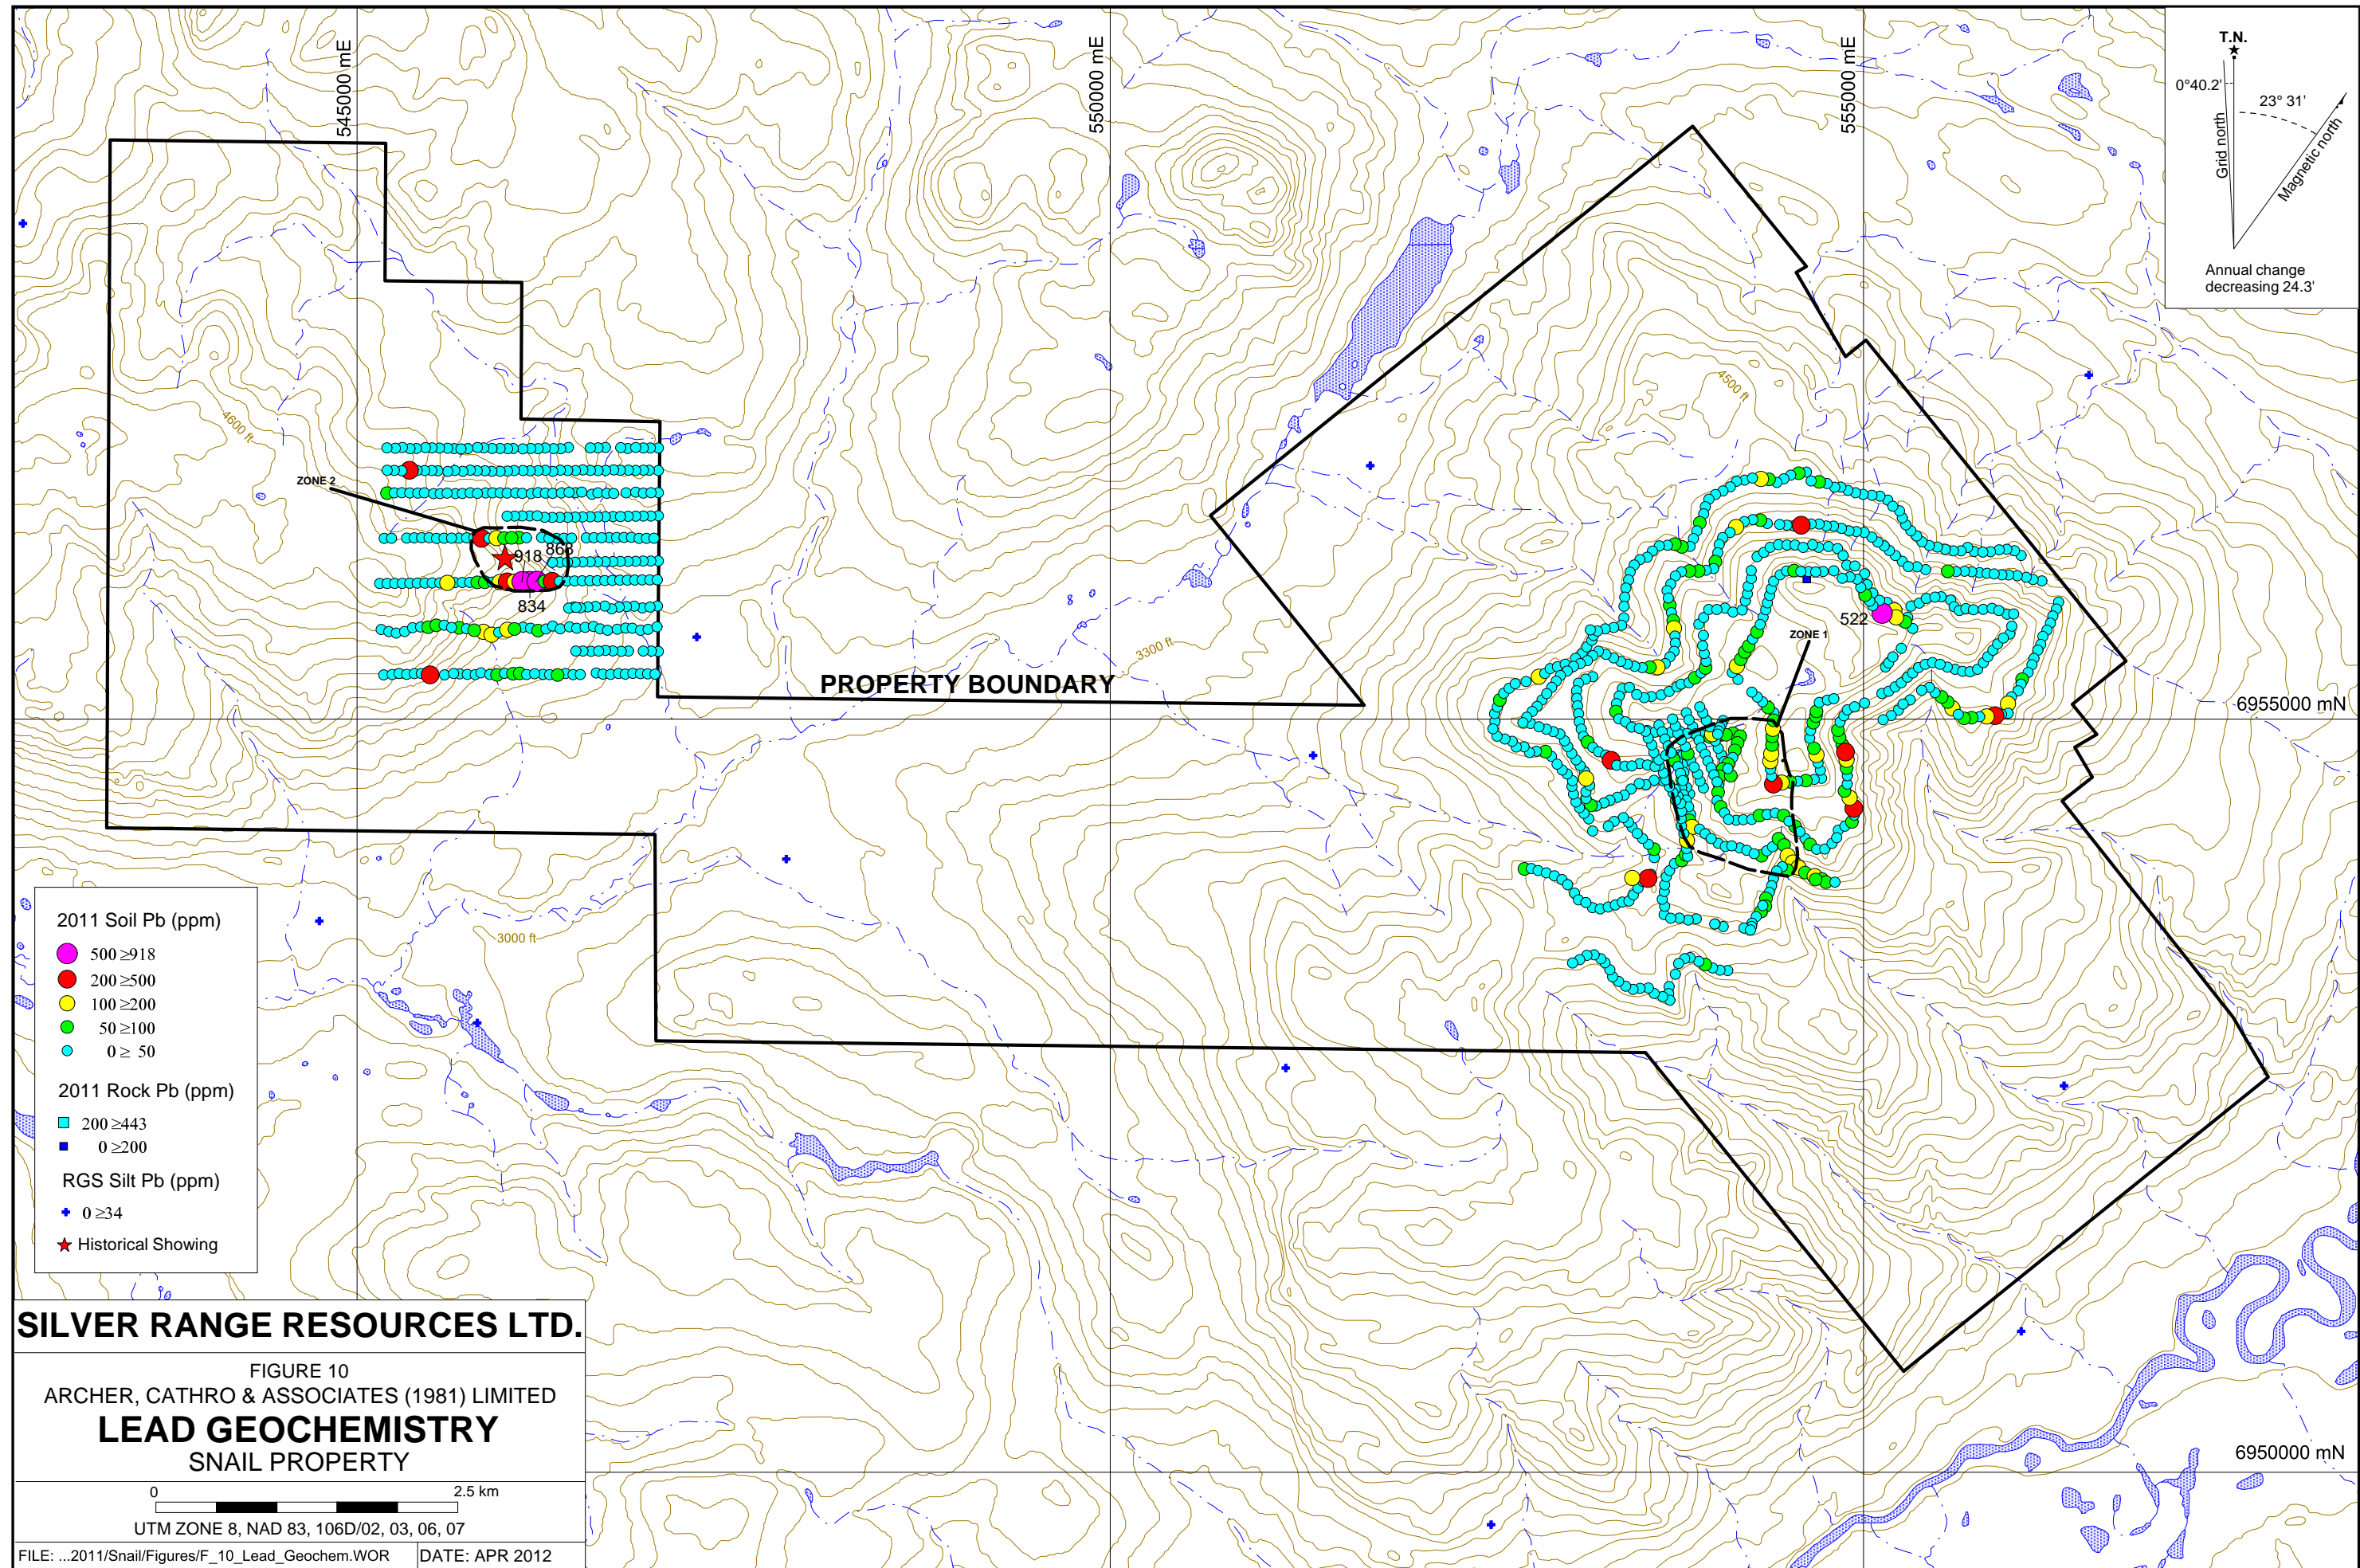 545000 mE
550000 mE
555000 mE
T.N.
0°40.2'
23° 31'
Grid north
Magnetic north
Annual change
decreasing 24.3'
4600 ft
4500 ft
ZONE 2
918
868
834
522
ZONE 1
3300 ft
PROPERTY BOUNDARY
6955000 mN
3000 ft
2011 Soil Pb (ppm)
500 ≥918
200 ≥500
100 ≥200
50 ≥100
0 ≥ 50
2011 Rock Pb (ppm)
200 ≥443
0 ≥200
RGS Silt Pb (ppm)
0 ≥34
Historical Showing
SILVER RANGE RESOURCES LTD.
FIGURE 10
ARCHER, CATHRO & ASSOCIATES (1981) LIMITED
LEAD GEOCHEMISTRY
SNAIL PROPERTY
0 2.5 km
UTM ZONE 8, NAD 83, 106D/02, 03, 06, 07
FILE: ...2011/Snail/Figures/F_10_Lead_Geochem.WOR DATE: APR 2012
6950000 mN